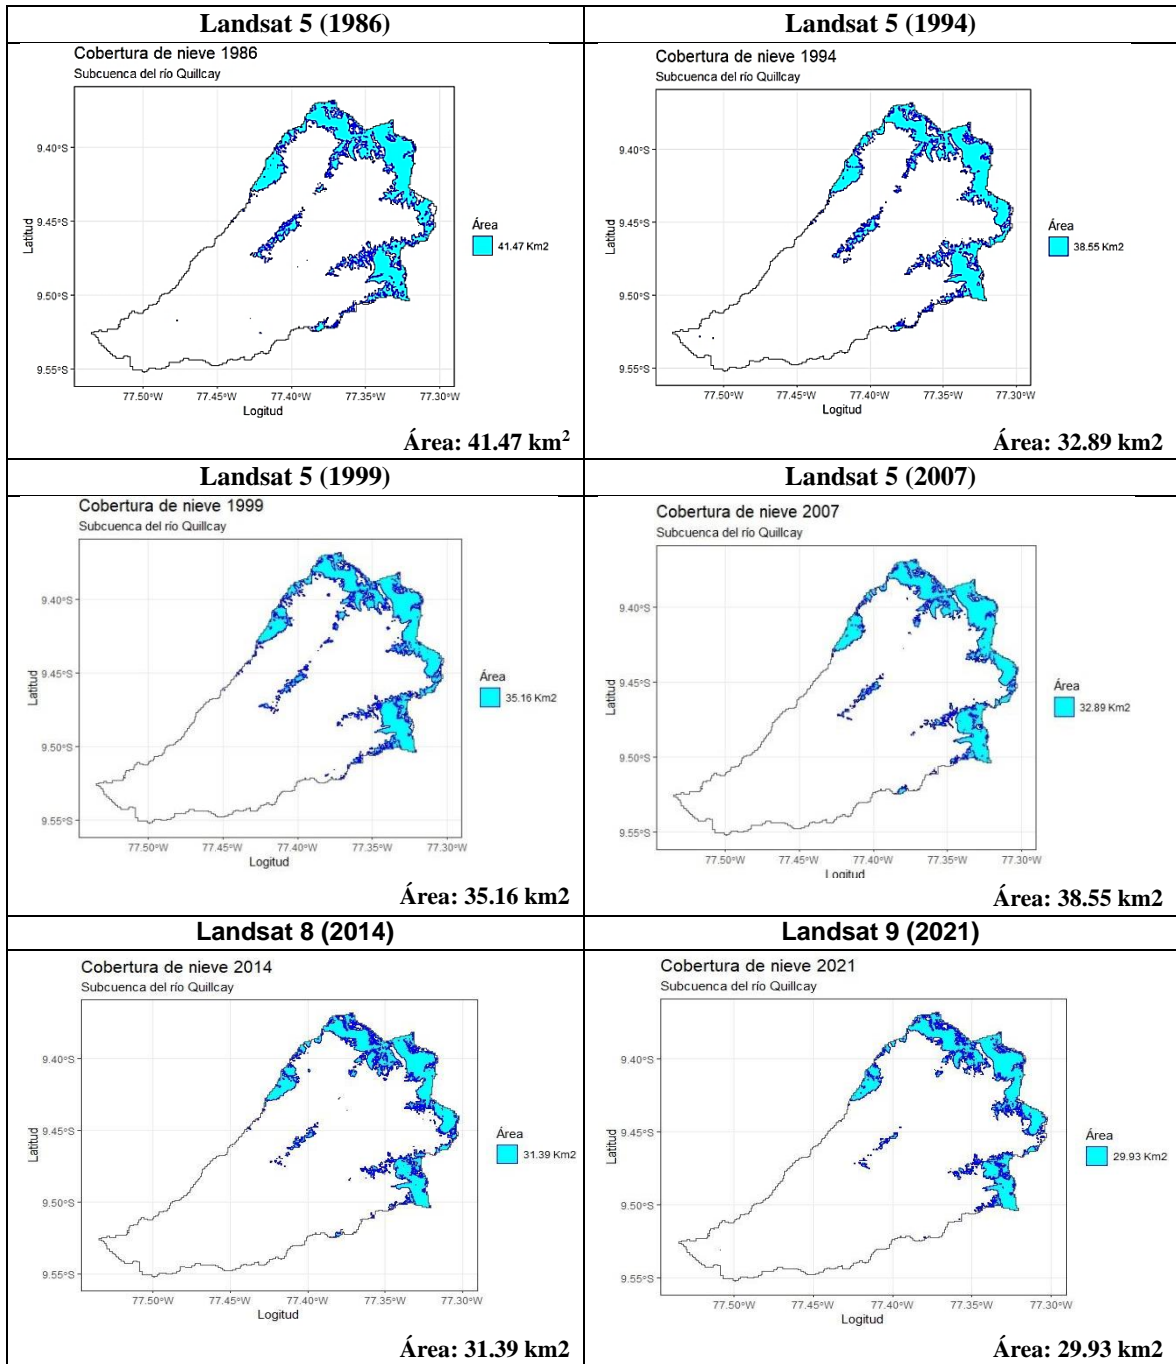 Landsat 5 (1986)
Cobertura de nieve 1986
Subcuenca del río Quillcay
9.40°S
9.45°S
9.50°S
9.55°S
Latitud
77.50°W 77.45°W 77.40°W 77.35°W 77.30°W
Logitud
Área
41.47 Km2
Área: 41.47 km²
Landsat 5 (1994)
Cobertura de nieve 1994
Subcuenca del río Quillcay
9.40°S
9.45°S
9.50°S
9.55°S
Latitud
77.50°W 77.45°W 77.40°W 77.35°W 77.30°W
Logitud
Área
38.55 Km2
Área: 32.89 km2
Landsat 5 (1999)
Cobertura de nieve 1999
Subcuenca del río Quillcay
9.40°S
9.45°S
9.50°S
9.55°S
Latitud
77.50°W 77.45°W 77.40°W 77.35°W 77.30°W
Logitud
Área
35.16 Km2
Área: 35.16 km2
Landsat 5 (2007)
Cobertura de nieve 2007
Subcuenca del río Quillcay
9.40°S
9.45°S
9.50°S
9.55°S
Latitud
77.50°W 77.45°W 77.40°W 77.35°W 77.30°W
Logitud
Área
32.89 Km2
Área: 38.55 km2
Landsat 8 (2014)
Cobertura de nieve 2014
Subcuenca del río Quillcay
9.40°S
9.45°S
9.50°S
9.55°S
Latitud
77.50°W 77.45°W 77.40°W 77.35°W 77.30°W
Logitud
Área
31.39 Km2
Área: 31.39 km2
Landsat 9 (2021)
Cobertura de nieve 2021
Subcuenca del río Quillcay
9.40°S
9.45°S
9.50°S
9.55°S
Latitud
77.50°W 77.45°W 77.40°W 77.35°W 77.30°W
Logitud
Área
29.93 Km2
Área: 29.93 km2